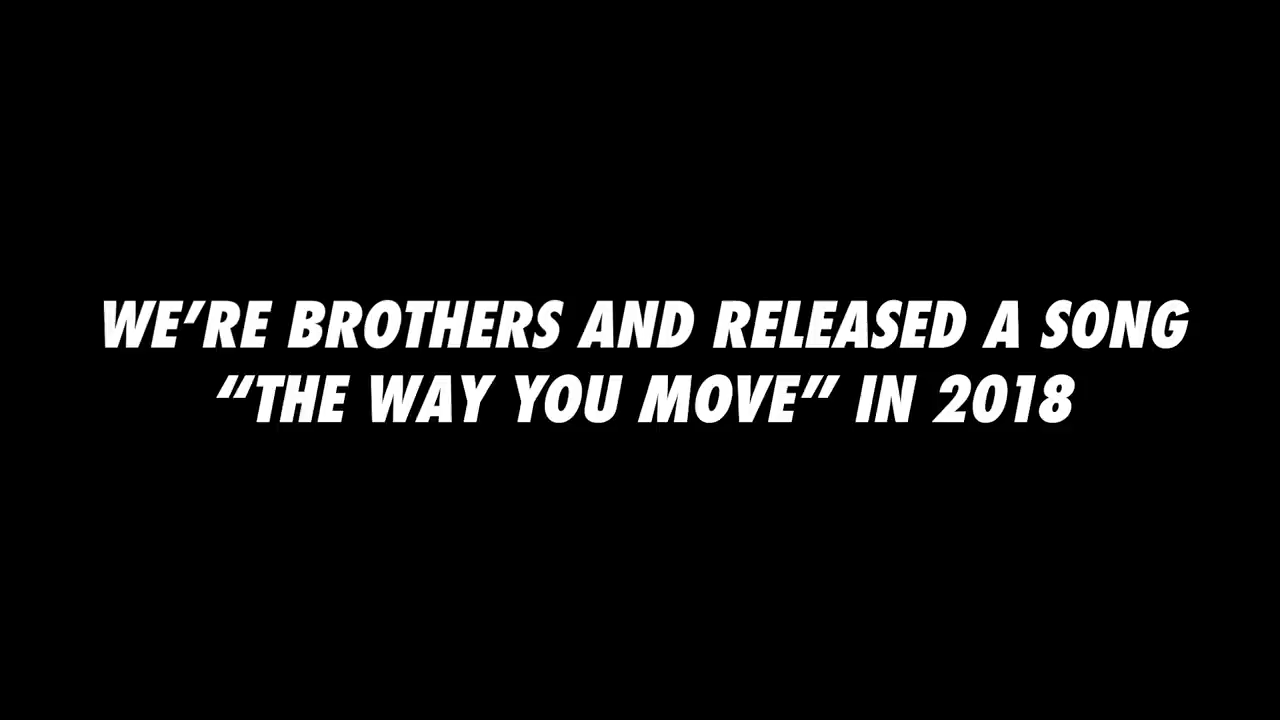 WE’RE BROTHERS AND RELEASED A SONG
“THE WAY YOU MOVE” IN 2018